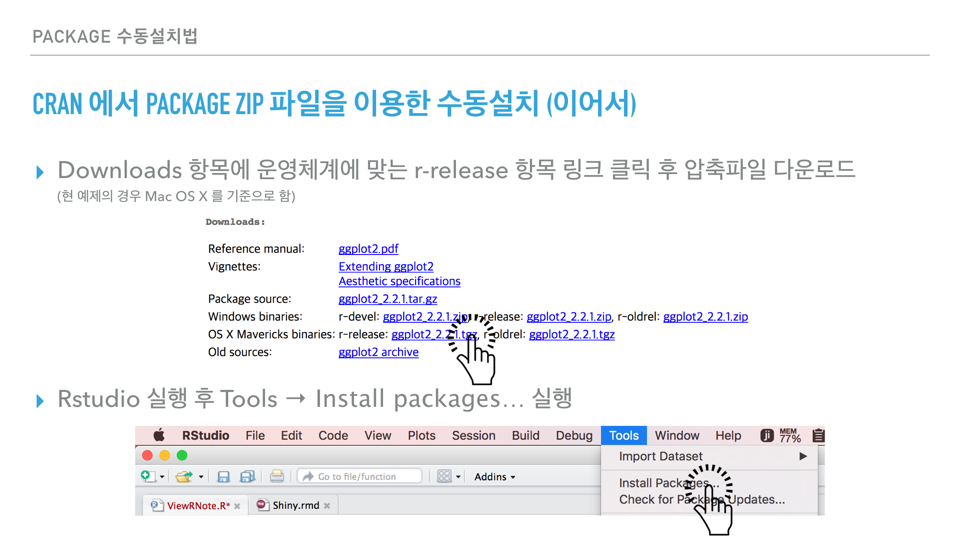 PACKAGE 수동설치법
CRAN 에서 PACKAGE ZIP 파일을 이용한 수동설치 (이어서)
Downloads 항목에 운영체계에 맞는 r-release 항목 링크 클릭 후 압축파일 다운로드
(현 예제의 경우 Mac OS X 를 기준으로 함)
Downloads:
Reference manual: ggplot2.pdf
Vignettes: Extending ggplot2
Aesthetic specifications
Package source: ggplot2_2.2.1.tar.gz
Windows binaries: r-devel: ggplot2_2.2.1.zip, r-release: ggplot2_2.2.1.zip, r-oldrel: ggplot2_2.2.1.zip
OS X Mavericks binaries: r-release: ggplot2_2.2.1.tgz, r-oldrel: ggplot2_2.2.1.tgz
Old sources: ggplot2 archive
Rstudio 실행 후 Tools → Install packages... 실행
RStudio File Edit Code View Plots Session Build Debug Tools Window Help MEM 77%
Import Dataset
Go to file/function Addins
Install Packages...
Check for Package Updates...
ViewRNote.R* Shiny.rmd